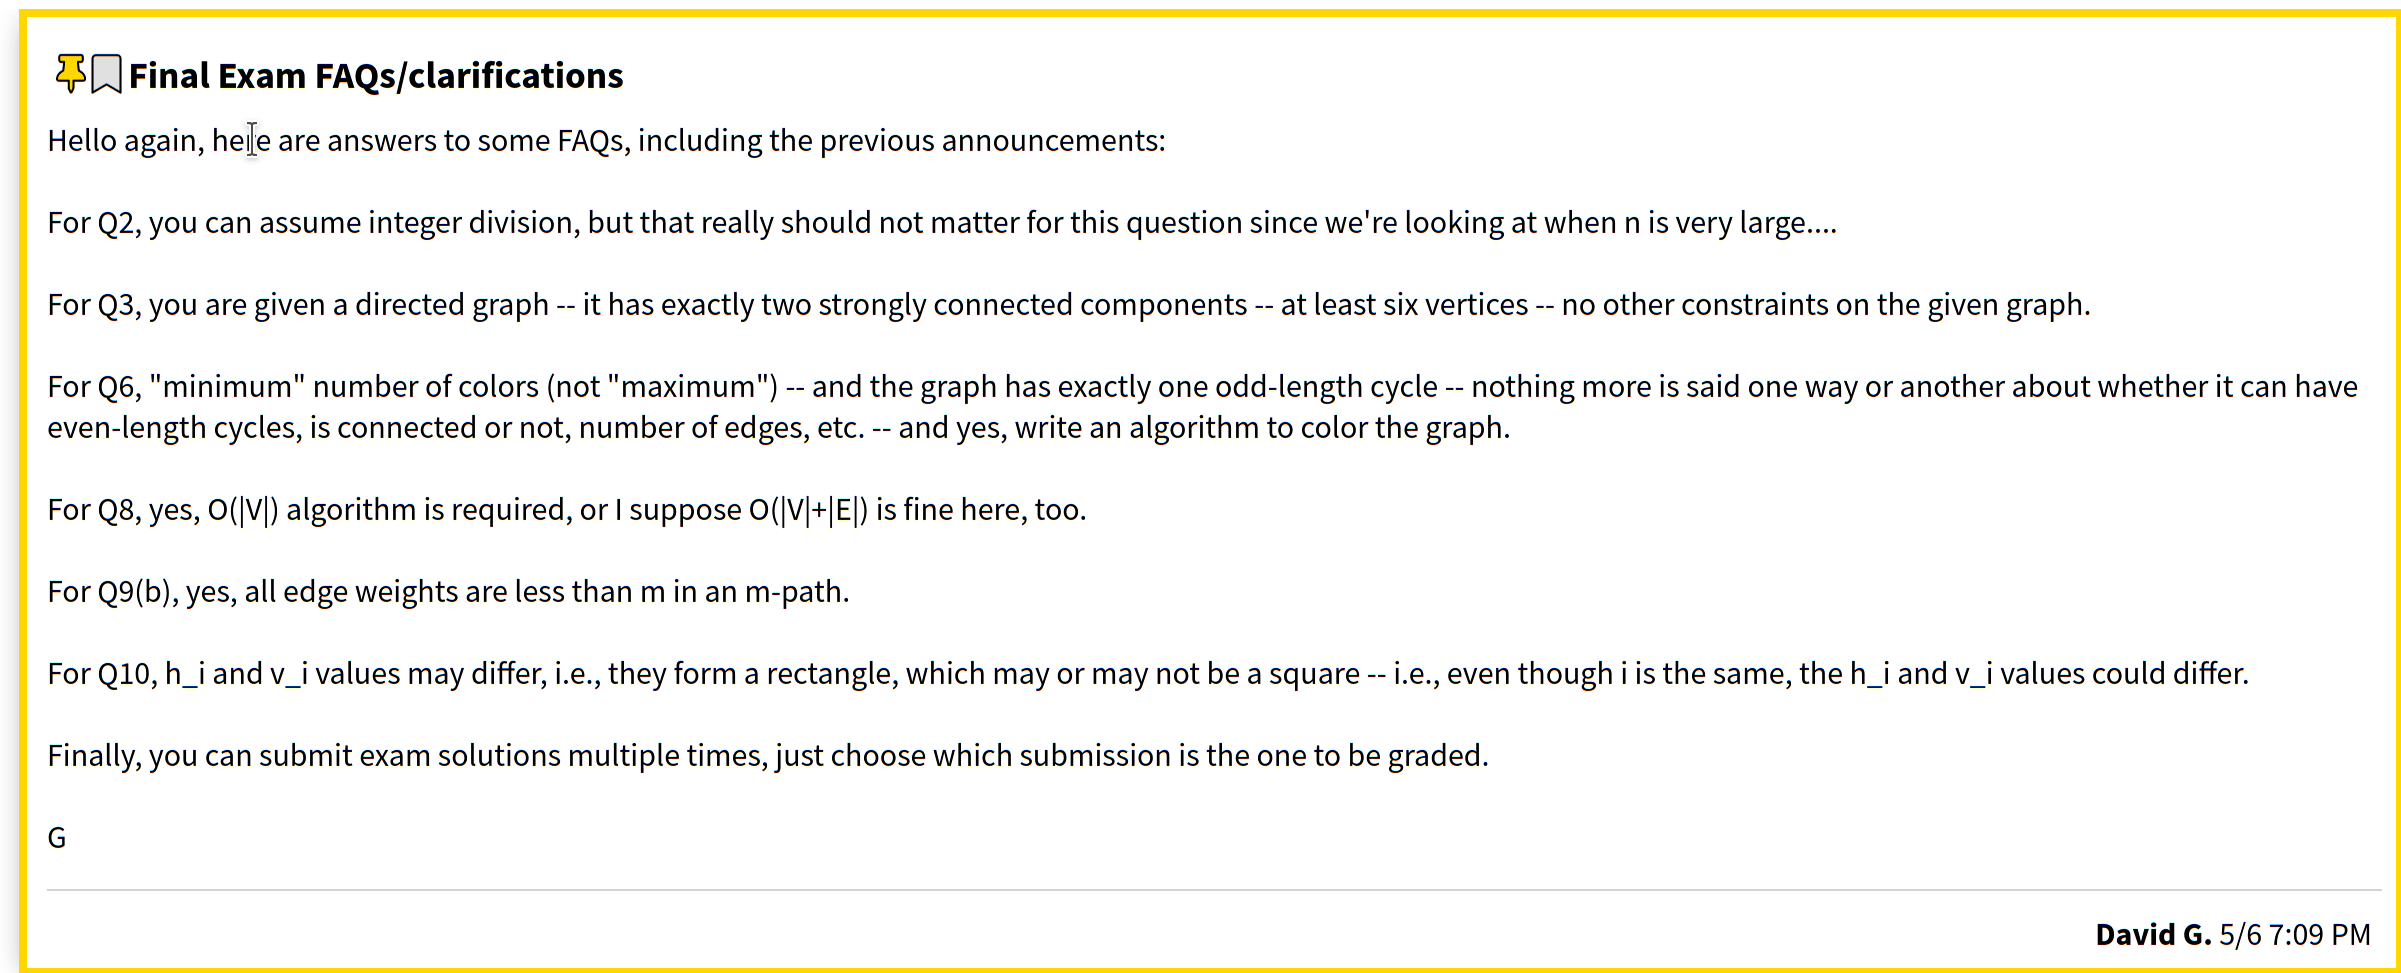 Final Exam FAQs/clarifications
Hello again, here are answers to some FAQs, including the previous announcements:
For Q2, you can assume integer division, but that really should not matter for this question since we're looking at when n is very large....
For Q3, you are given a directed graph -- it has exactly two strongly connected components -- at least six vertices -- no other constraints on the given graph.
For Q6, "minimum" number of colors (not "maximum") -- and the graph has exactly one odd-length cycle -- nothing more is said one way or another about whether it can have
even-length cycles, is connected or not, number of edges, etc. -- and yes, write an algorithm to color the graph.
For Q8, yes, O(|V|) algorithm is required, or I suppose O(|V|+|E|) is fine here, too.
For Q9(b), yes, all edge weights are less than m in an m-path.
For Q10, h_i and v_i values may differ, i.e., they form a rectangle, which may or may not be a square -- i.e., even though i is the same, the h_i and v_i values could differ.
Finally, you can submit exam solutions multiple times, just choose which submission is the one to be graded.
G
David G. 5/6 7:09 PM